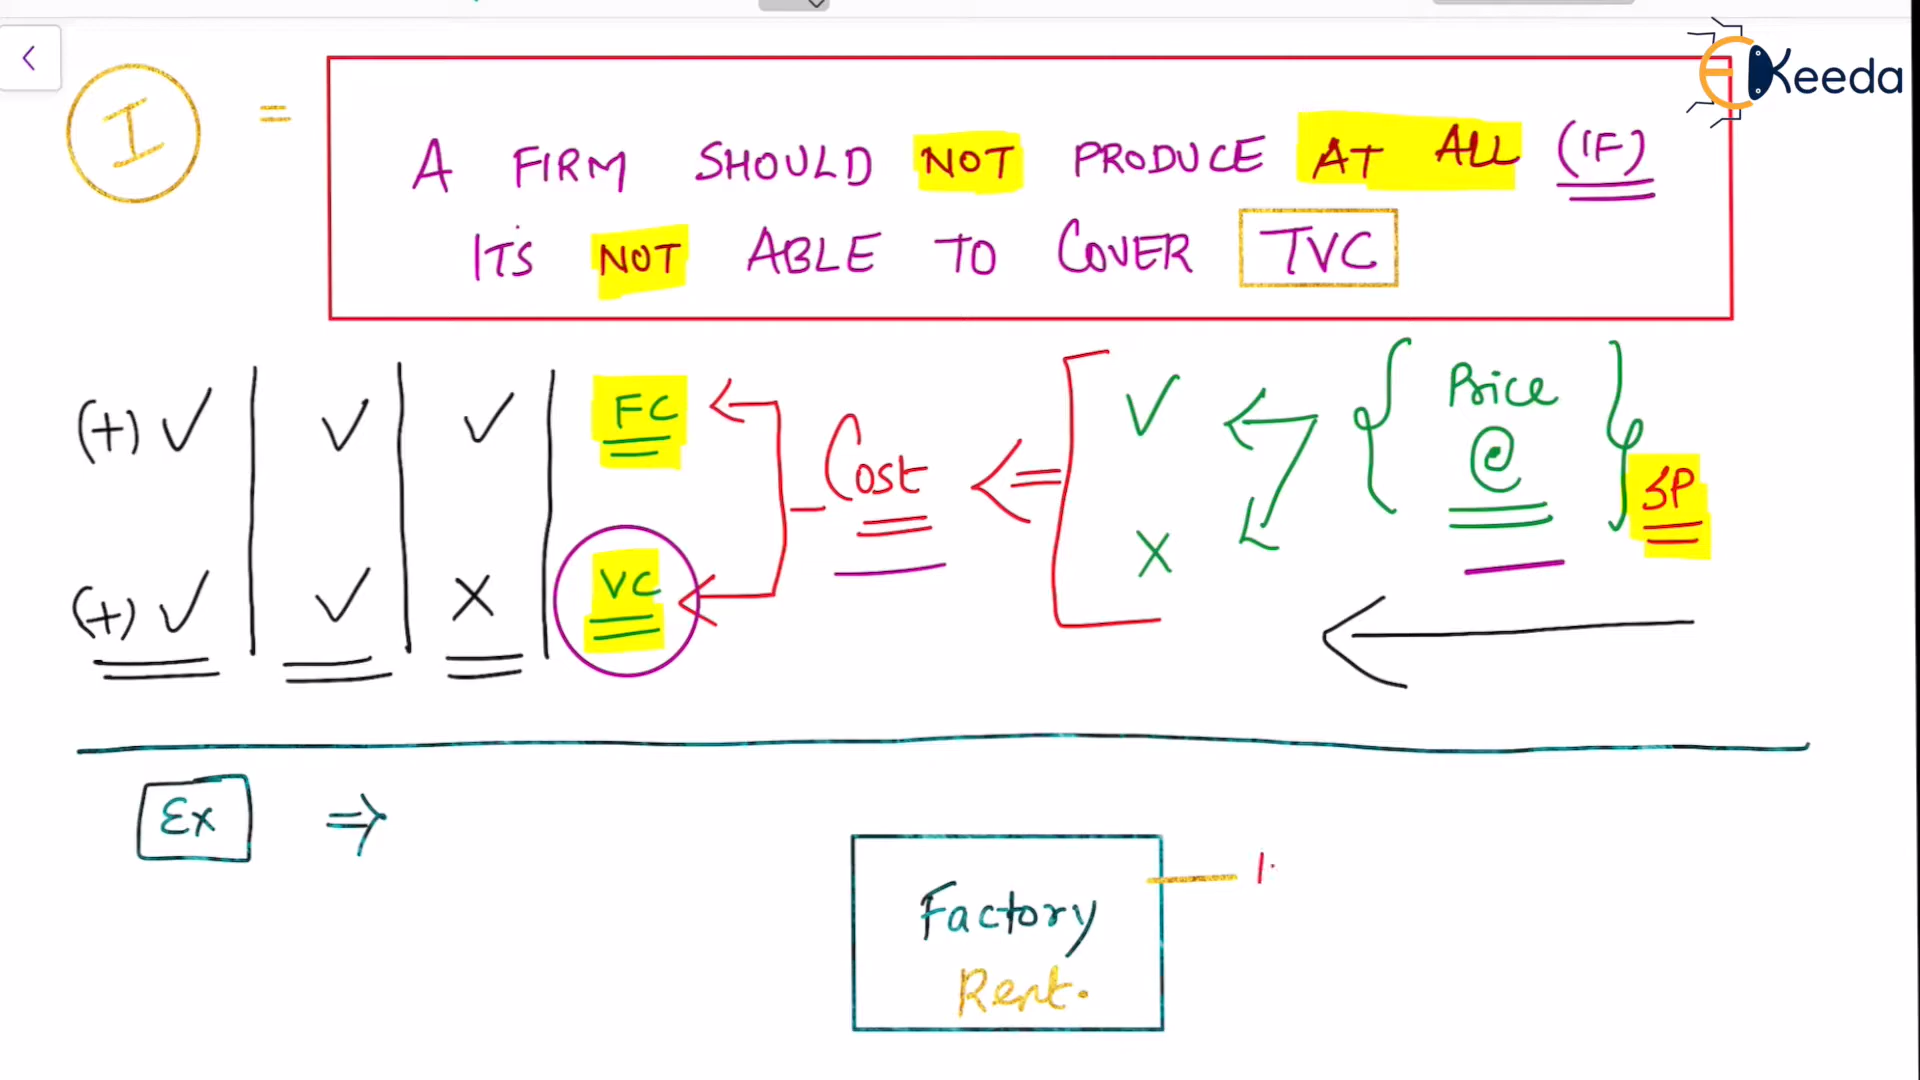 EKeeda
I =
A FIRM SHOULD NOT PRODUCE AT ALL (IF)
ITS NOT ABLE TO COVER TVC
(+) ✓ | ✓ | ✓ | FC
Cost
✓
Price
@
SP
(+) ✓ | ✓ | X | VC
X
Ex ⇒
Factory
Rent.